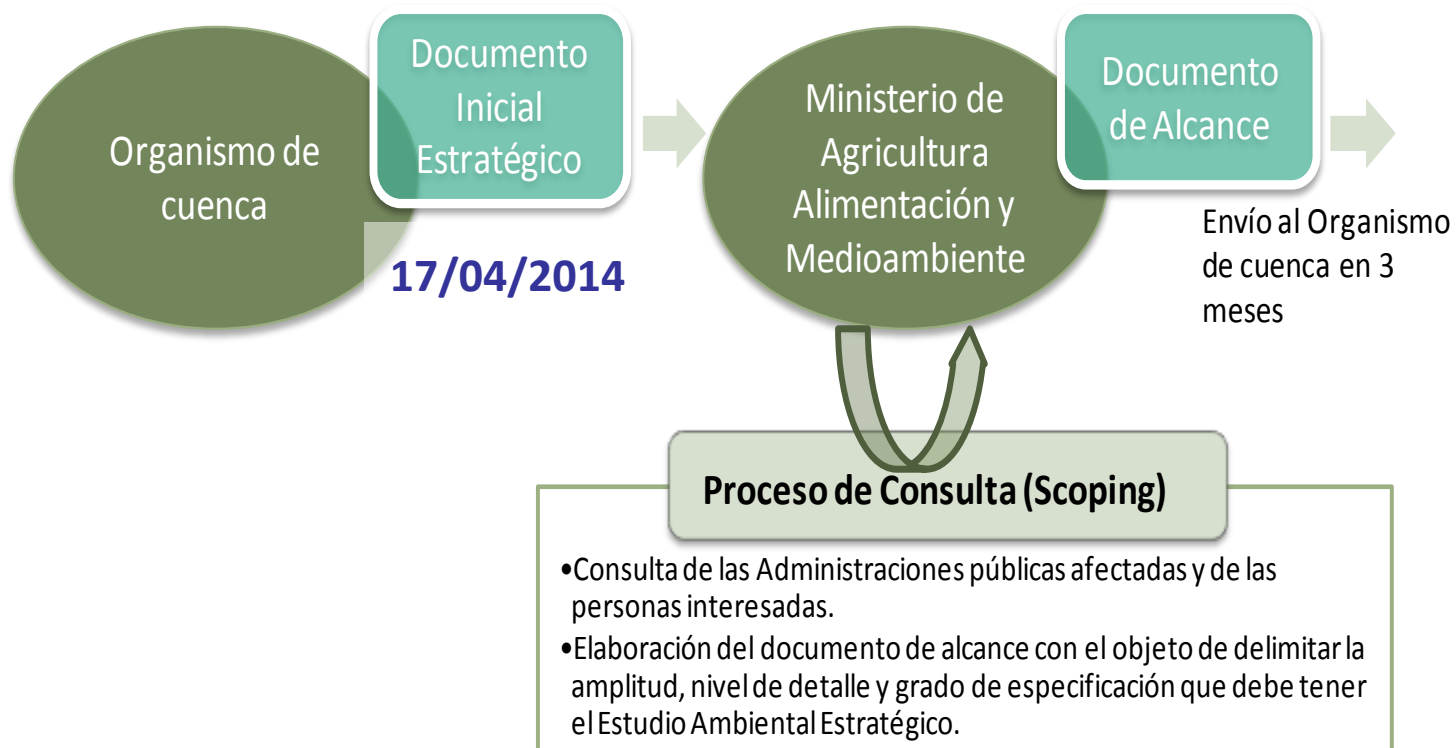 Organismo de
cuenca
Documento
Inicial
Estratégico
17/04/2014
Ministerio de
Agricultura
Alimentación y
Medioambiente
Documento
de Alcance
Envío al Organismo
de cuenca en 3
meses
Proceso de Consulta (Scoping)
•Consulta de las Administraciones públicas afectadas y de las
personas interesadas.
•Elaboración del documento de alcance con el objeto de delimitar la
amplitud, nivel de detalle y grado de especificación que debe tener
el Estudio Ambiental Estratégico.